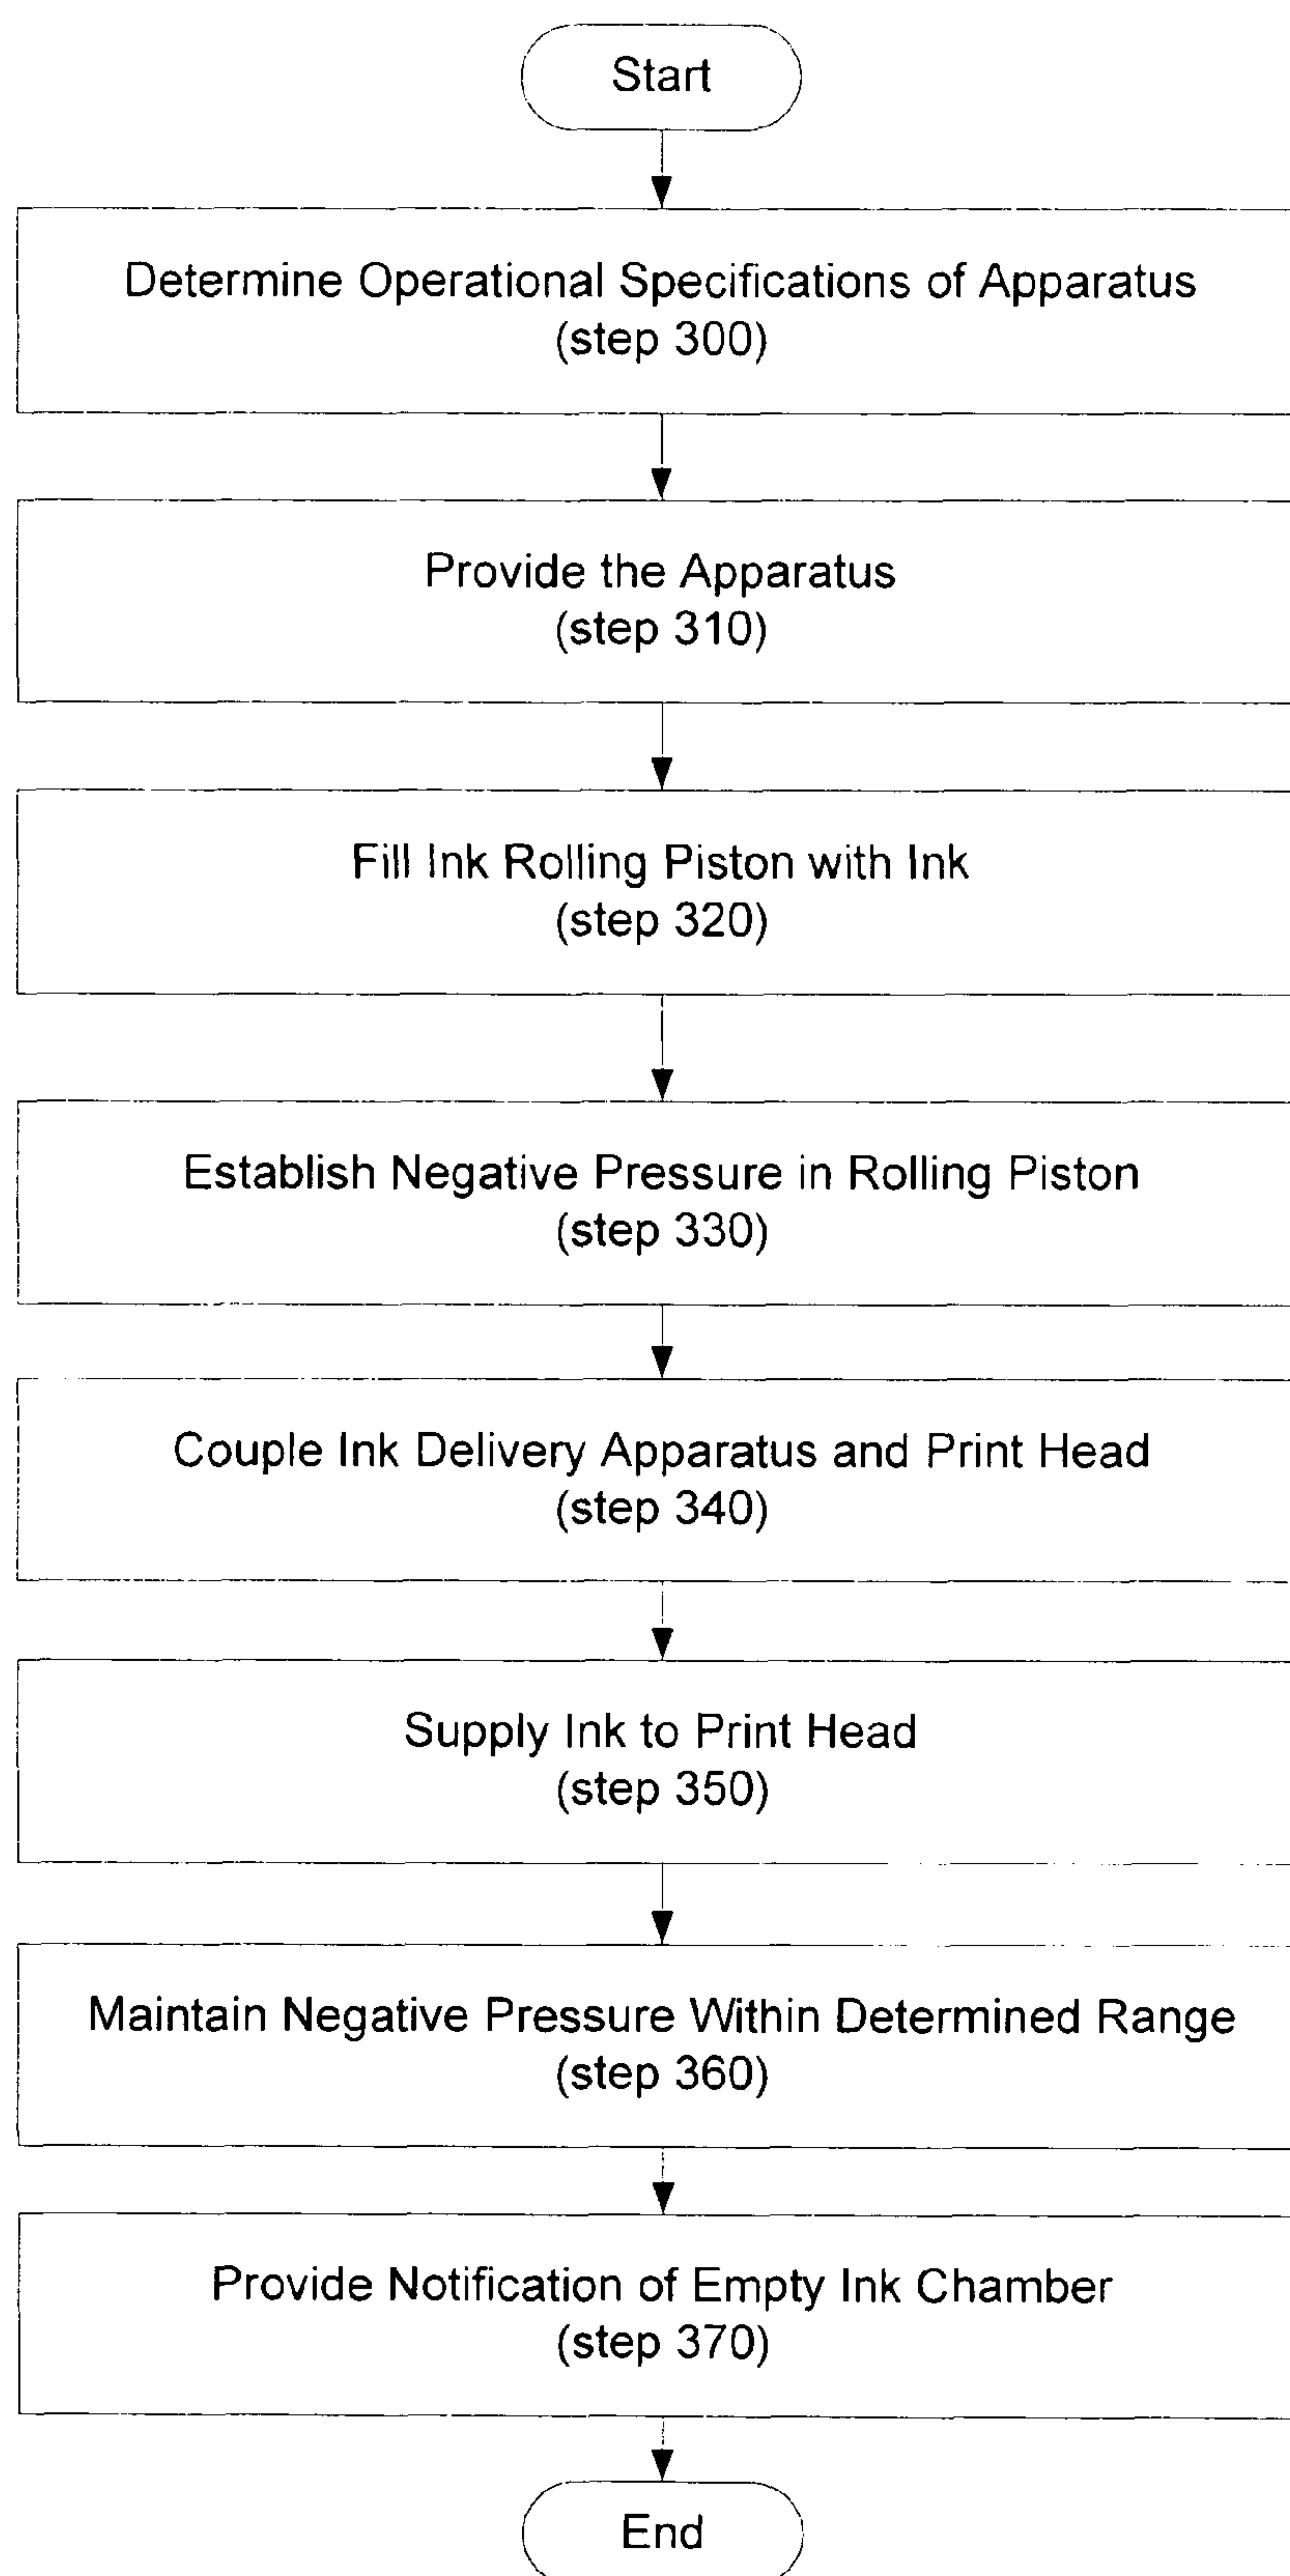 Start
Determine Operational Specifications of Apparatus
(step 300)
Provide the Apparatus
(step 310)
Fill Ink Rolling Piston with Ink
(step 320)
Establish Negative Pressure in Rolling Piston
(step 330)
Couple Ink Delivery Apparatus and Print Head
(step 340)
Supply Ink to Print Head
(step 350)
Maintain Negative Pressure Within Determined Range
(step 360)
Provide Notification of Empty Ink Chamber
(step 370)
End